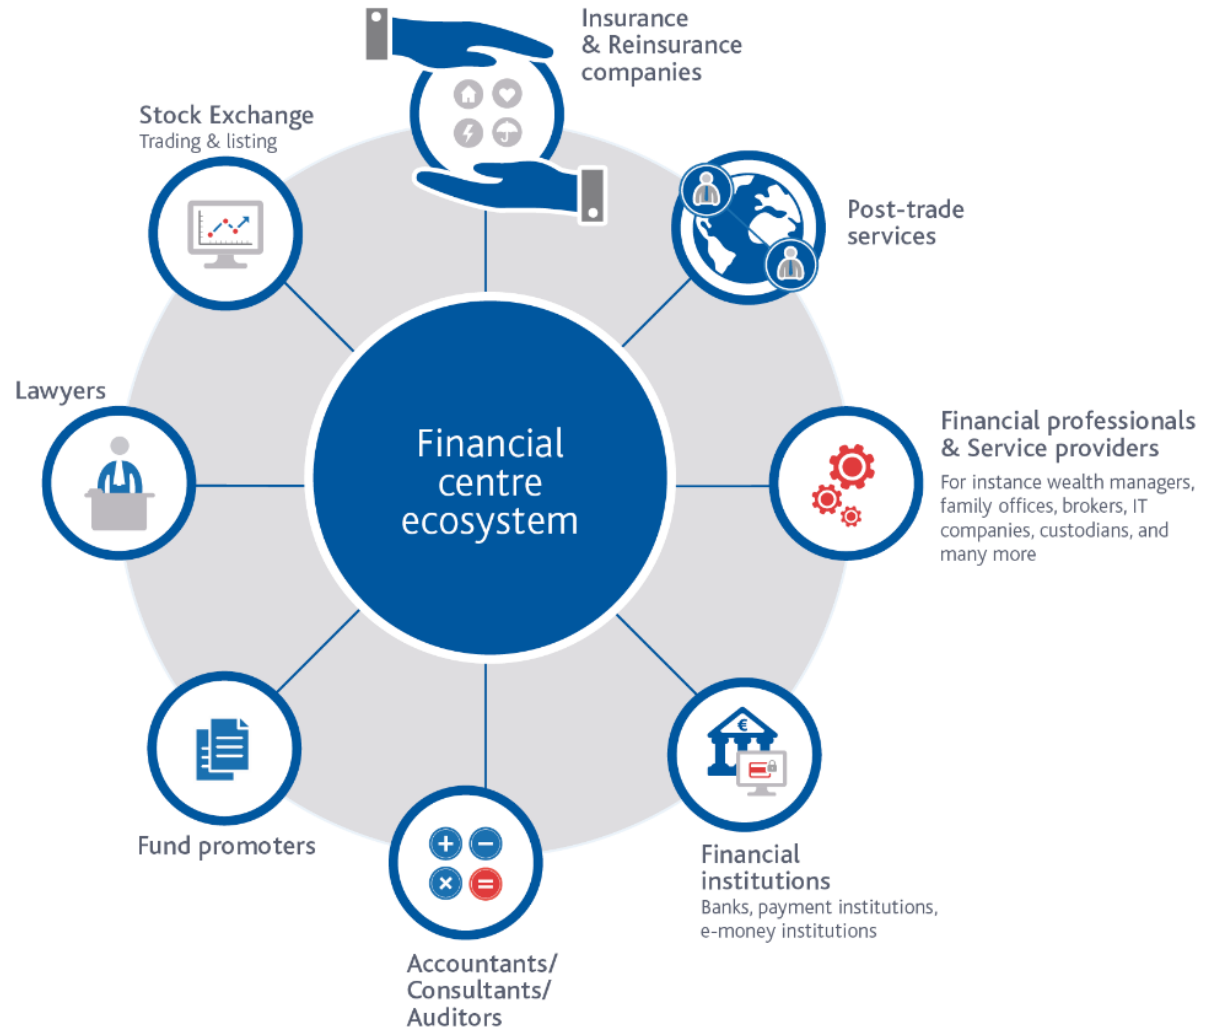 Insurance
& Reinsurance
companies
Stock Exchange
Trading & listing
Post-trade
services
Lawyers
Financial professionals
& Service providers
For instance wealth managers,
family offices, brokers, IT
companies, custodians, and
many more
Financial
centre
ecosystem
€
Fund promoters
+ −
× =
Financial
institutions
Banks, payment institutions,
e-money institutions
Accountants/
Consultants/
Auditors